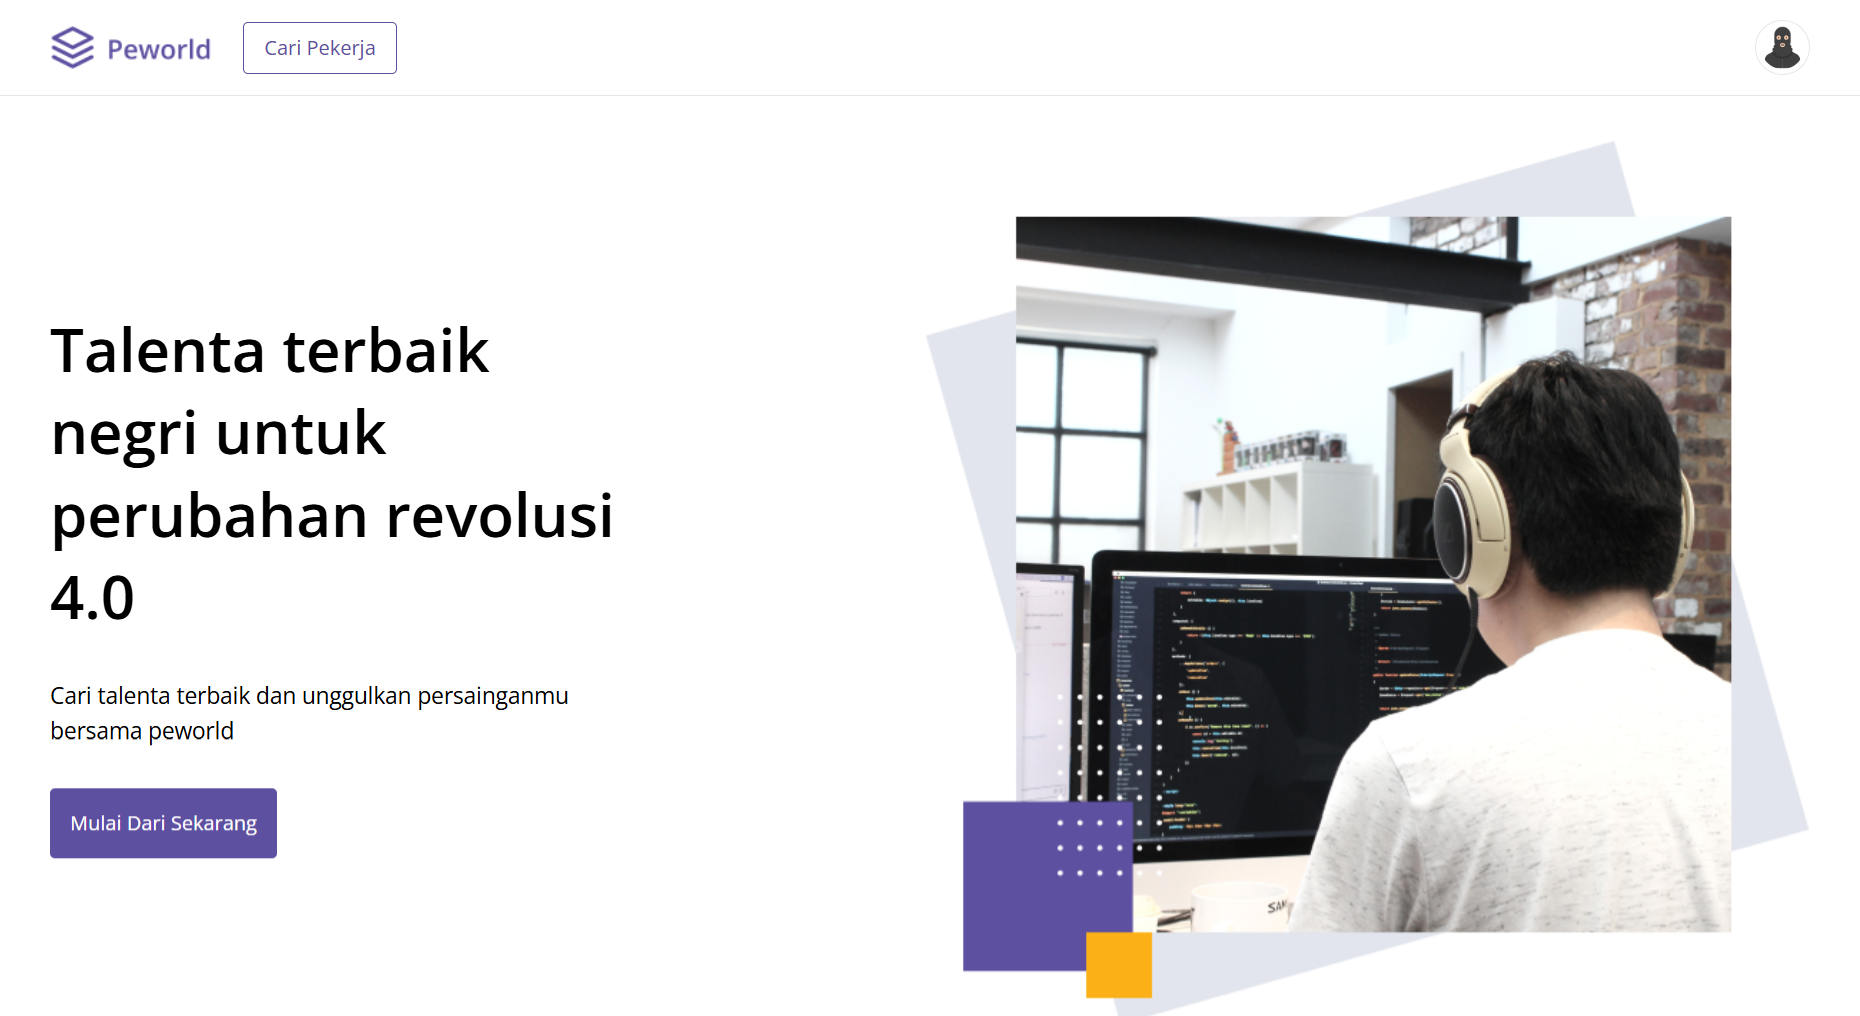 Peworld
Cari Pekerja
Talenta terbaik
negri untuk
perubahan revolusi
4.0
Cari talenta terbaik dan unggulkan persainganmu
bersama peworld
Mulai Dari Sekarang
SAM